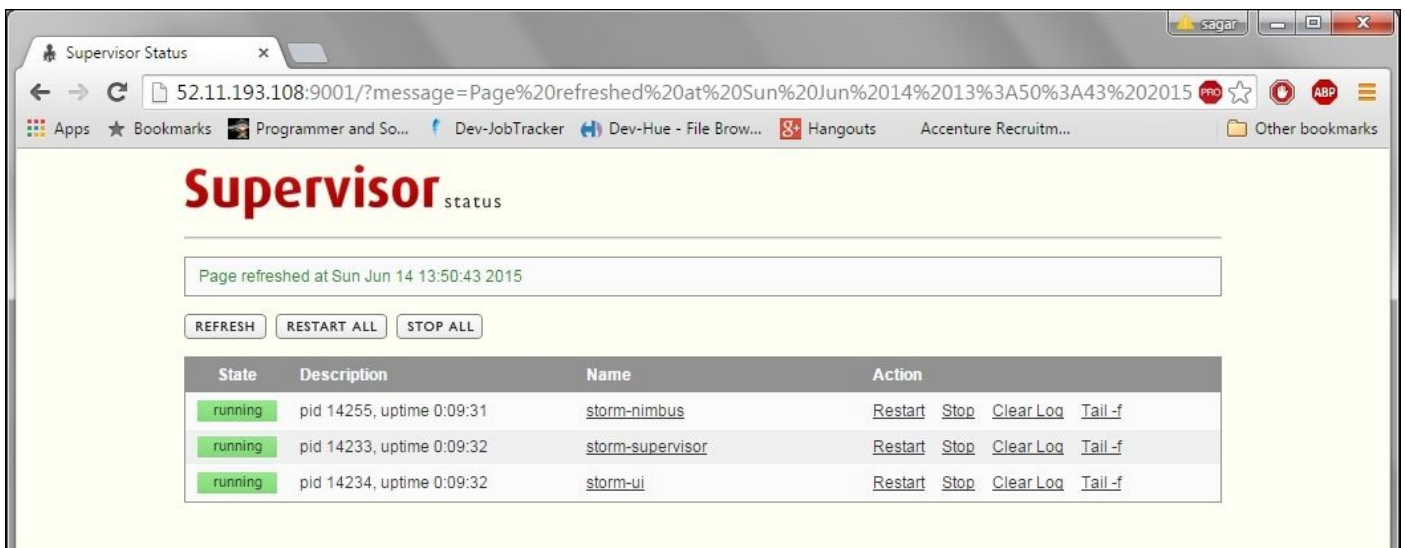 sagar
Supervisor Status
52.11.193.108:9001/?message=Page%20refreshed%20at%20Sun%20Jun%2014%2013%3A50%3A43%202015 PRO ABP
Apps Bookmarks Programmer and So... Dev-JobTracker Dev-Hue - File Brow... g+ Hangouts Accenture Recruitm... Other bookmarks
Supervisor status
Page refreshed at Sun Jun 14 13:50:43 2015
REFRESH RESTART ALL STOP ALL
State Description Name Action
running pid 14255, uptime 0:09:31 storm-nimbus Restart Stop Clear Log Tail -f
running pid 14233, uptime 0:09:32 storm-supervisor Restart Stop Clear Log Tail -f
running pid 14234, uptime 0:09:32 storm-ui Restart Stop Clear Log Tail -f